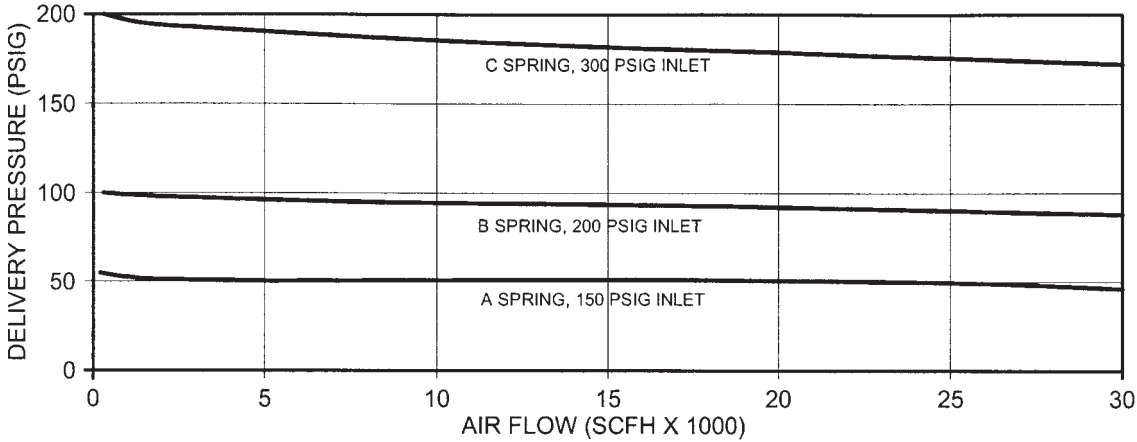 DELIVERY PRESSURE (PSIG)
200
150
100
50
0
C SPRING, 300 PSIG INLET
B SPRING, 200 PSIG INLET
A SPRING, 150 PSIG INLET
0 5 10 15 20 25 30
AIR FLOW (SCFH X 1000)